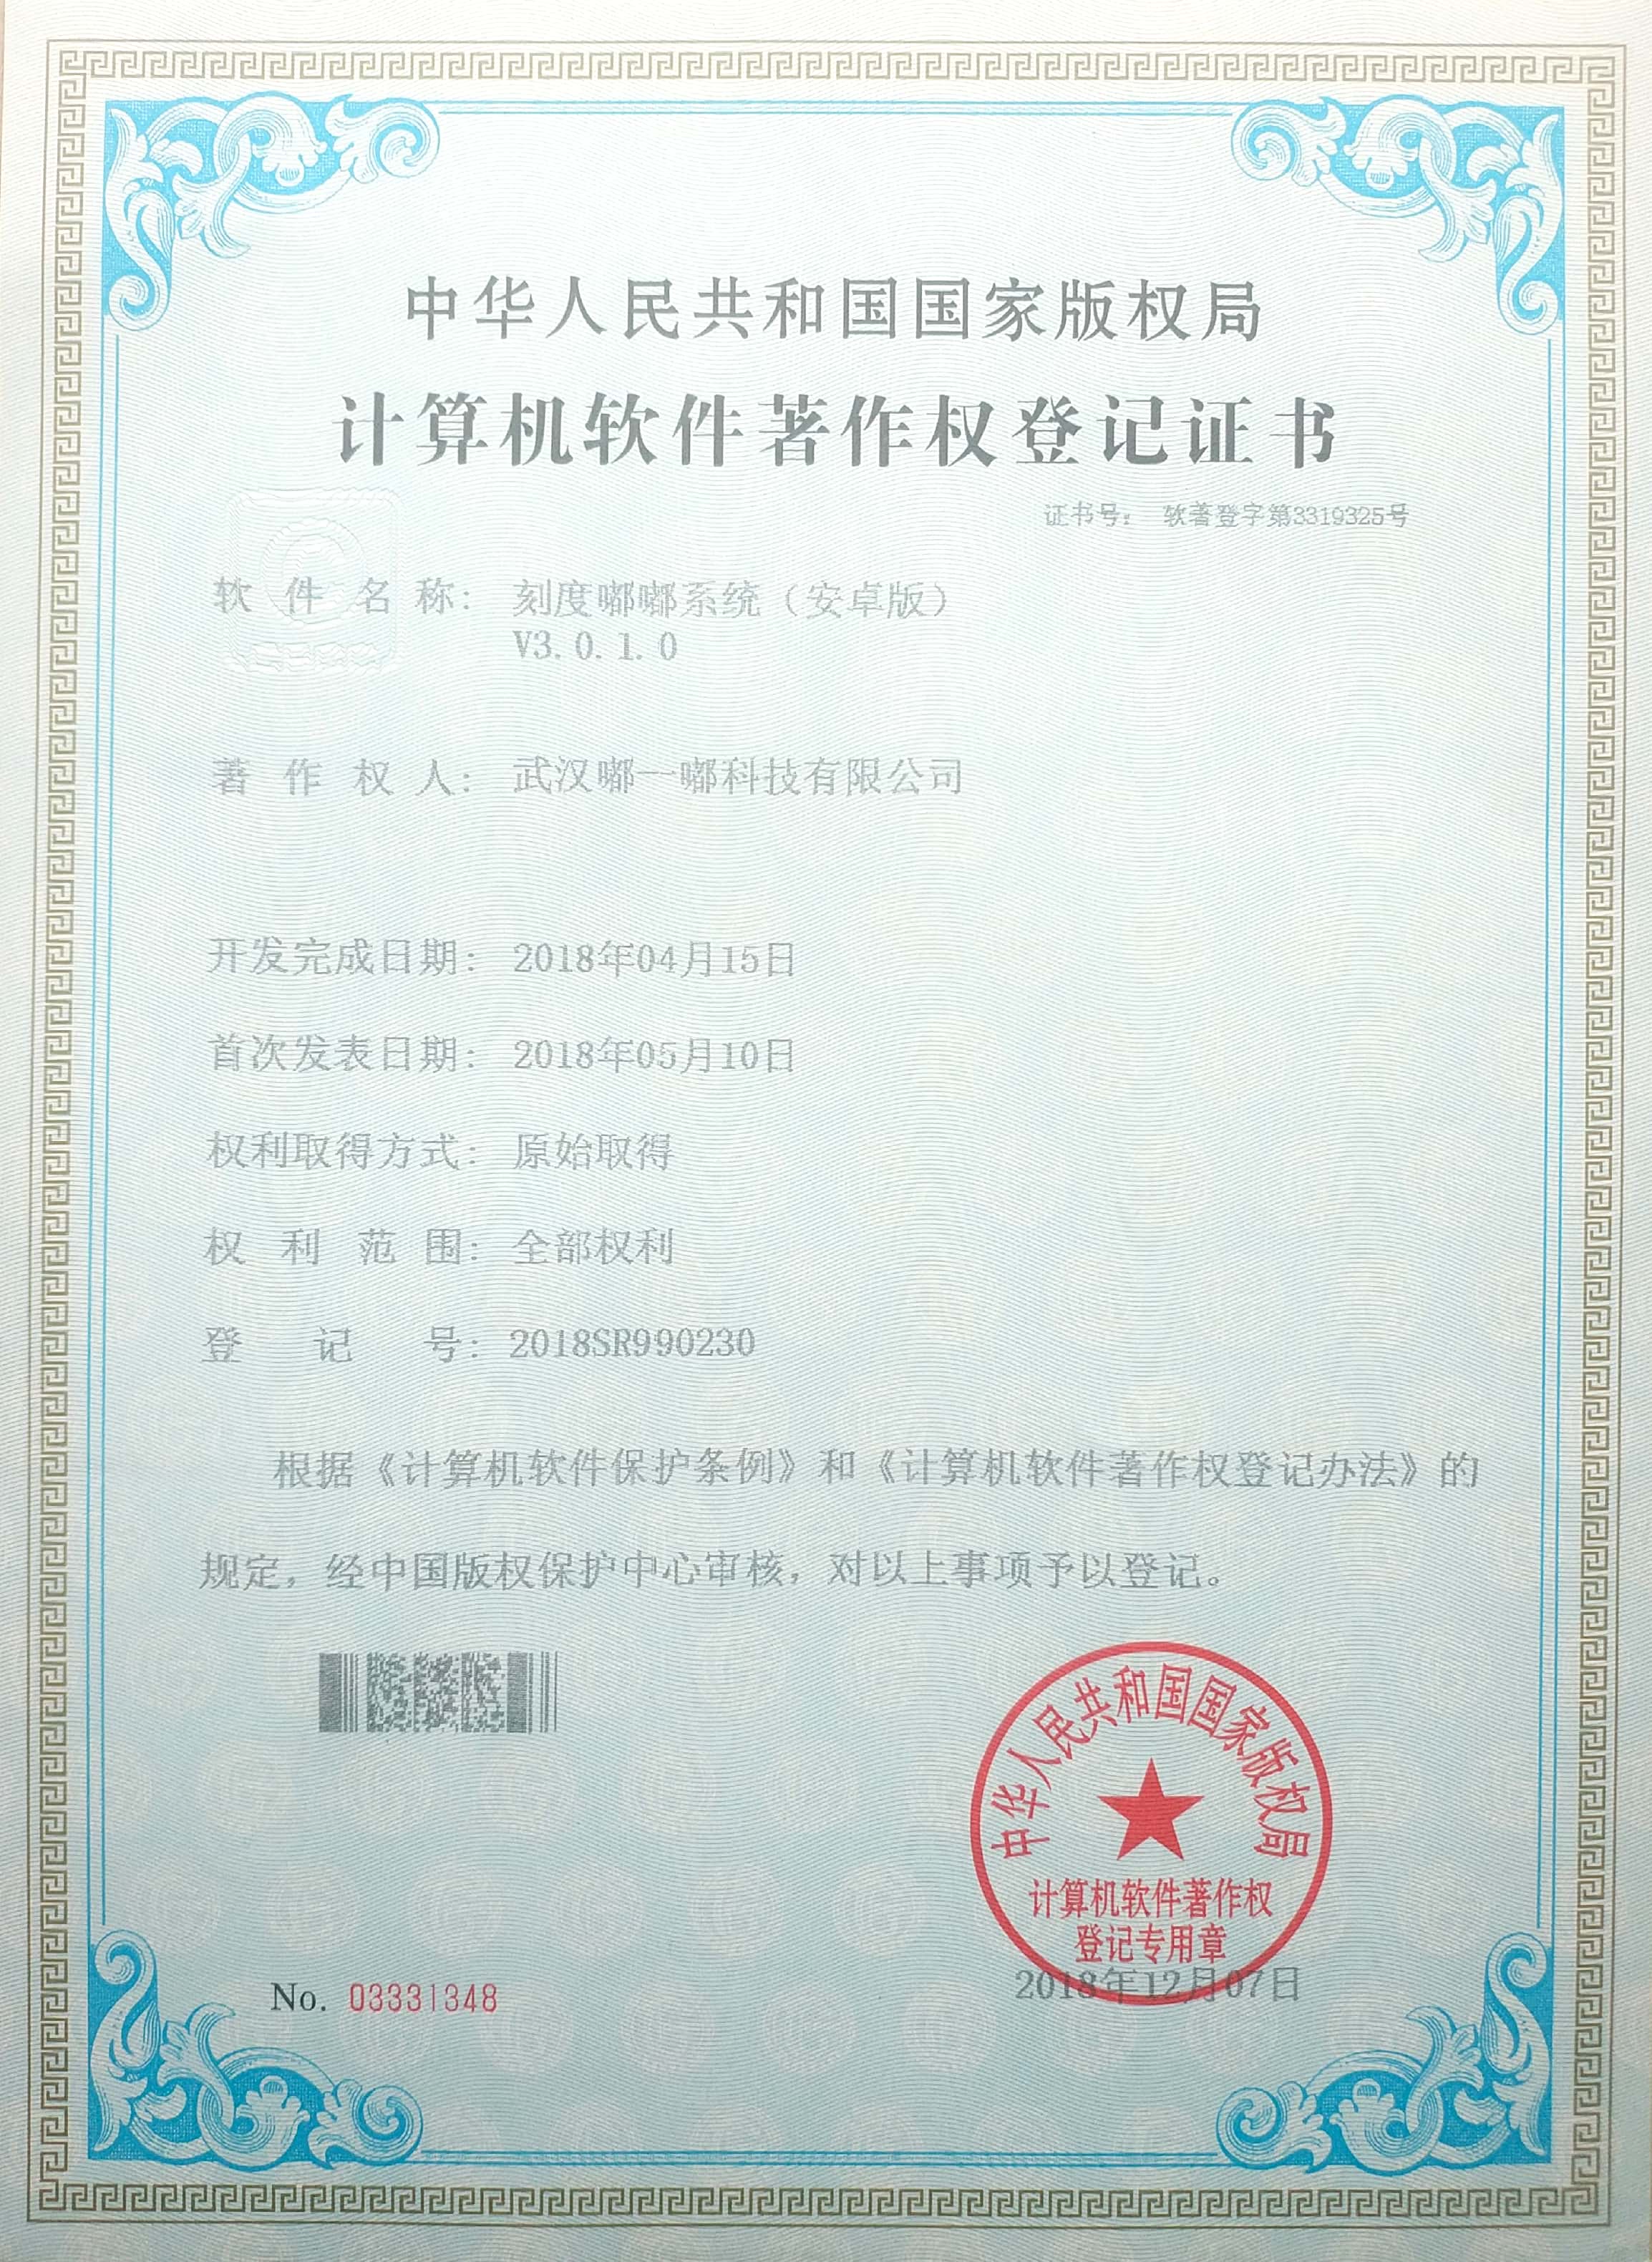 中华人民共和国国家版权局
计算机软件著作权登记证书
证书号： 软著登字第3319325号
软件名称： 刻度嘟嘟系统（安卓版）
V3.0.1.0
著作权人： 武汉嘟一嘟科技有限公司
开发完成日期： 2018年04月15日
首次发表日期： 2018年05月10日
权利取得方式： 原始取得
权利范围： 全部权利
登记号： 2018SR990230
根据《计算机软件保护条例》和《计算机软件著作权登记办法》的
规定，经中国版权保护中心审核，对以上事项予以登记。
中华人民共和国国家版权局
计算机软件著作权
登记专用章
2018年12月07日
No. 03331348